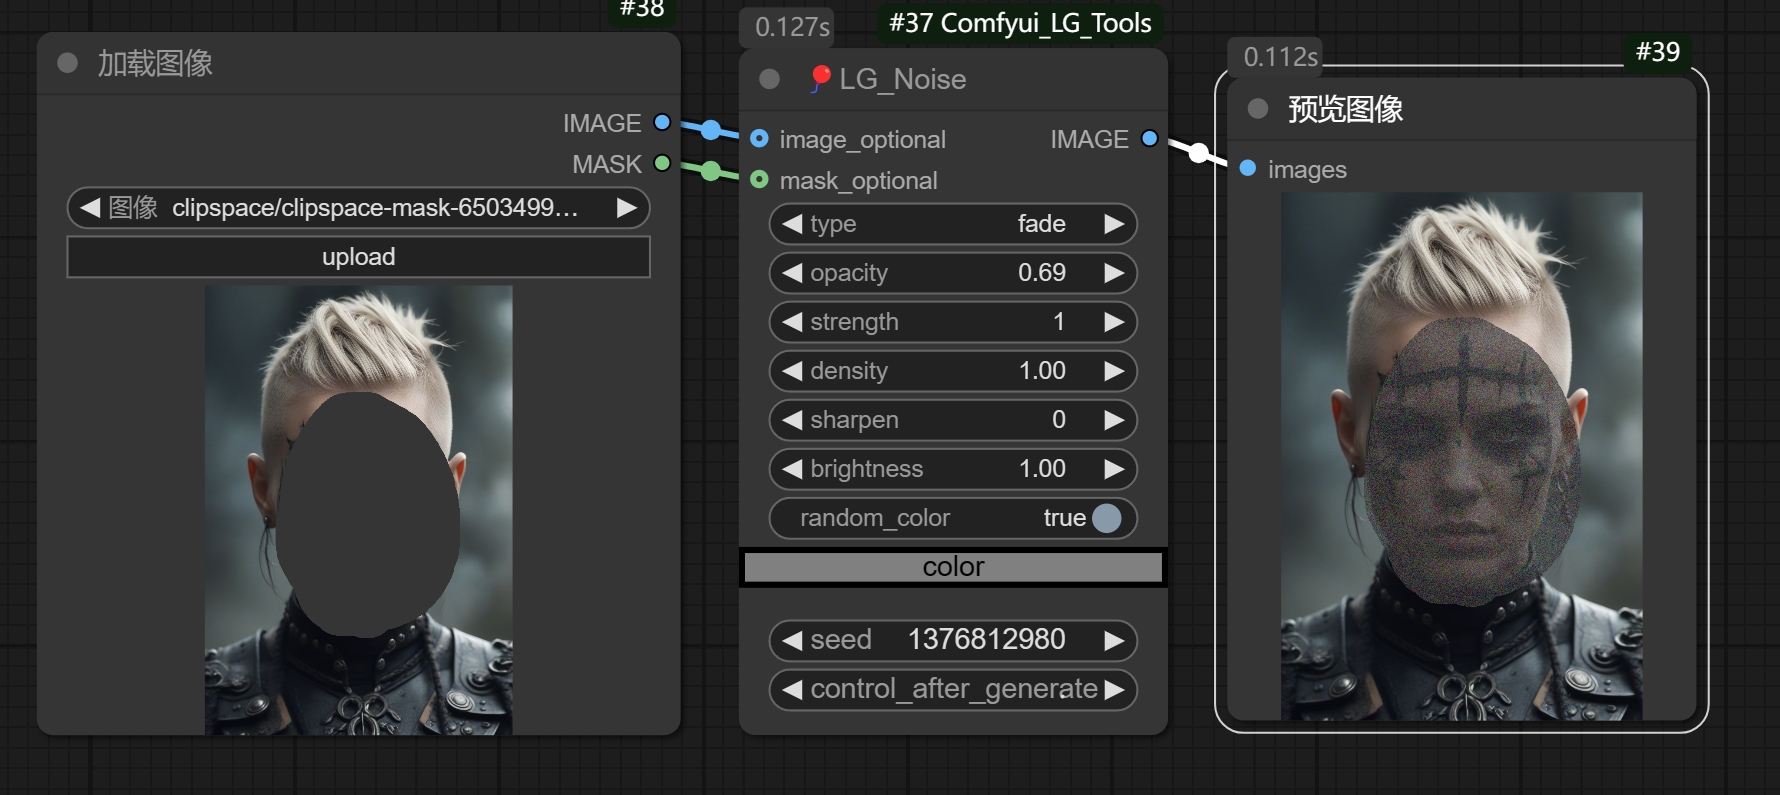 #38
加载图像
IMAGE
MASK
图像 clipspace/clipspace-mask-6503499...
upload
0.127s
#37 Comfyui_LG_Tools
LG_Noise
image_optional IMAGE
mask_optional
type fade
opacity 0.69
strength 1
density 1.00
sharpen 0
brightness 1.00
random_color true
color
seed 1376812980
control_after_generate
0.112s
#39
预览图像
images